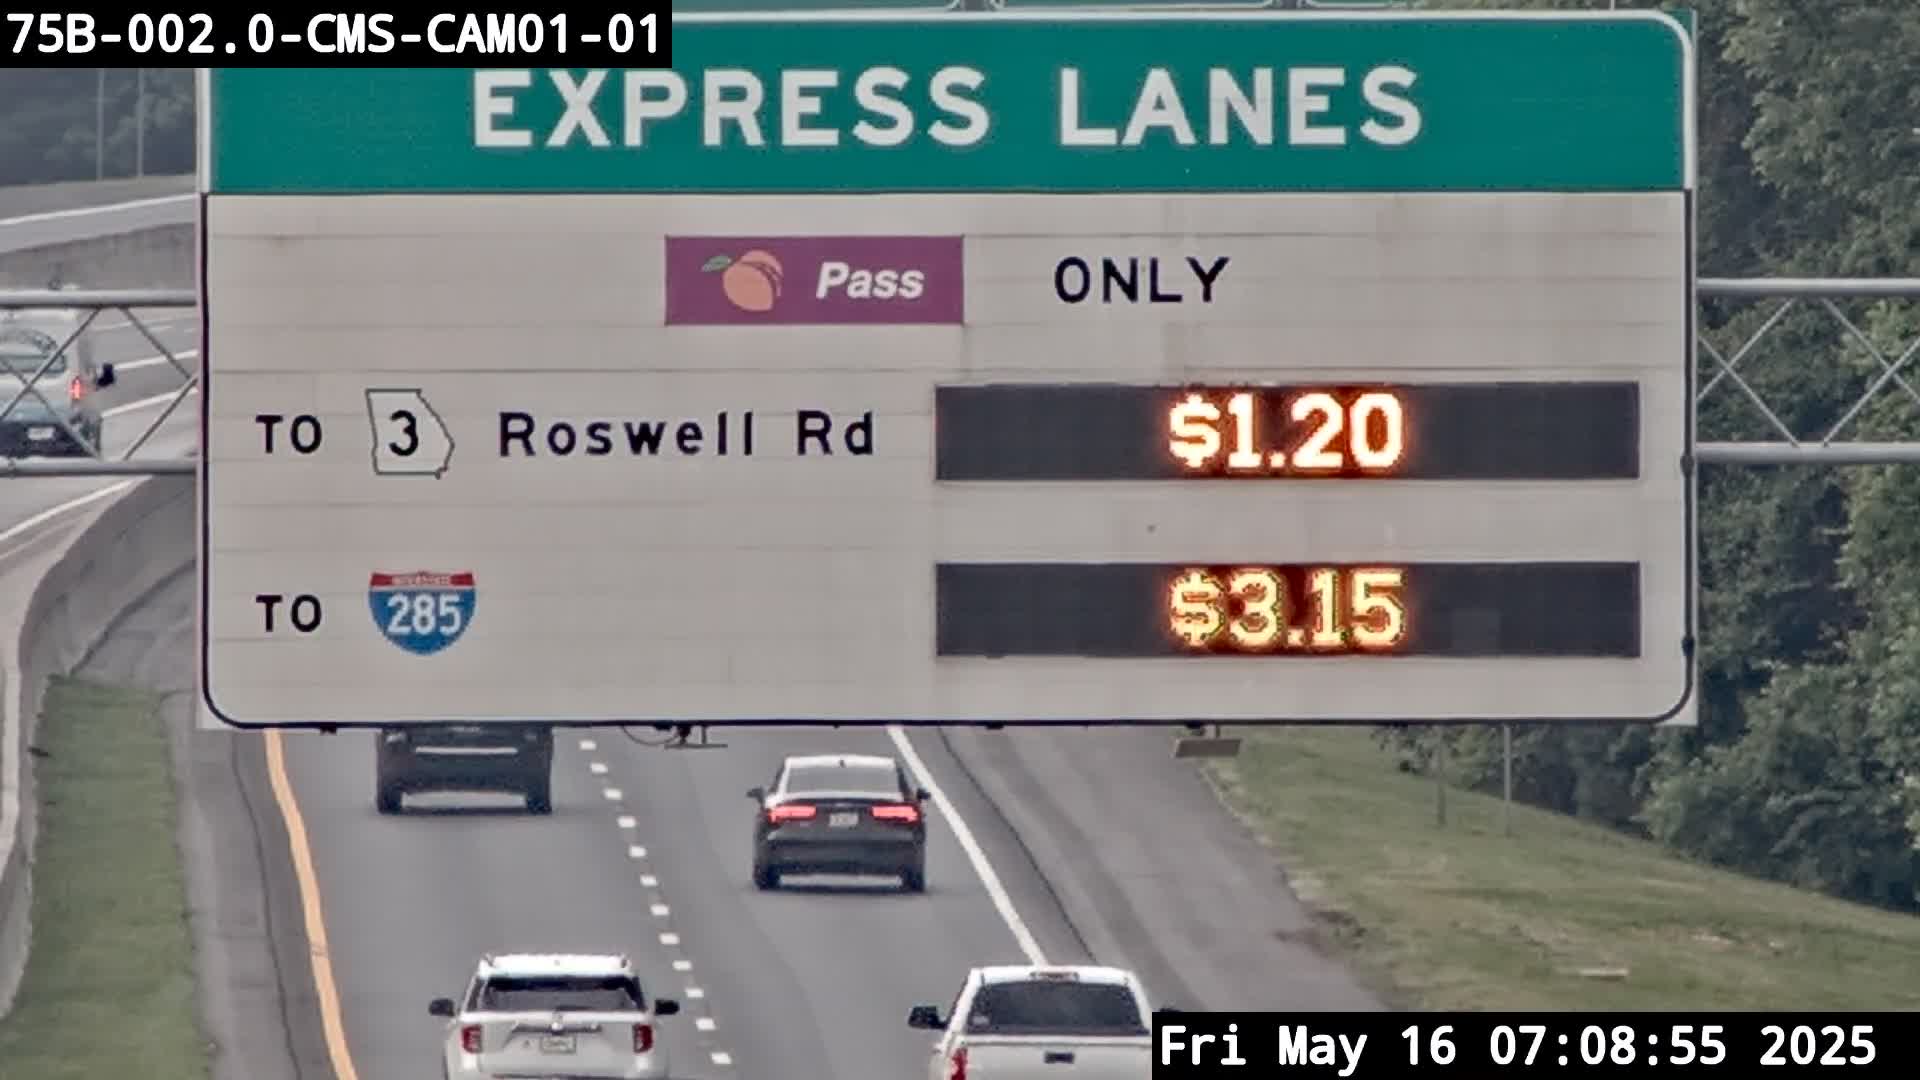 75B-002.0-CMS-CAM01-01
EXPRESS LANES
Pass ONLY
TO 3 Roswell Rd $1.20
TO INTERSTATE 285 $3.15
Fri May 16 07:08:55 2025